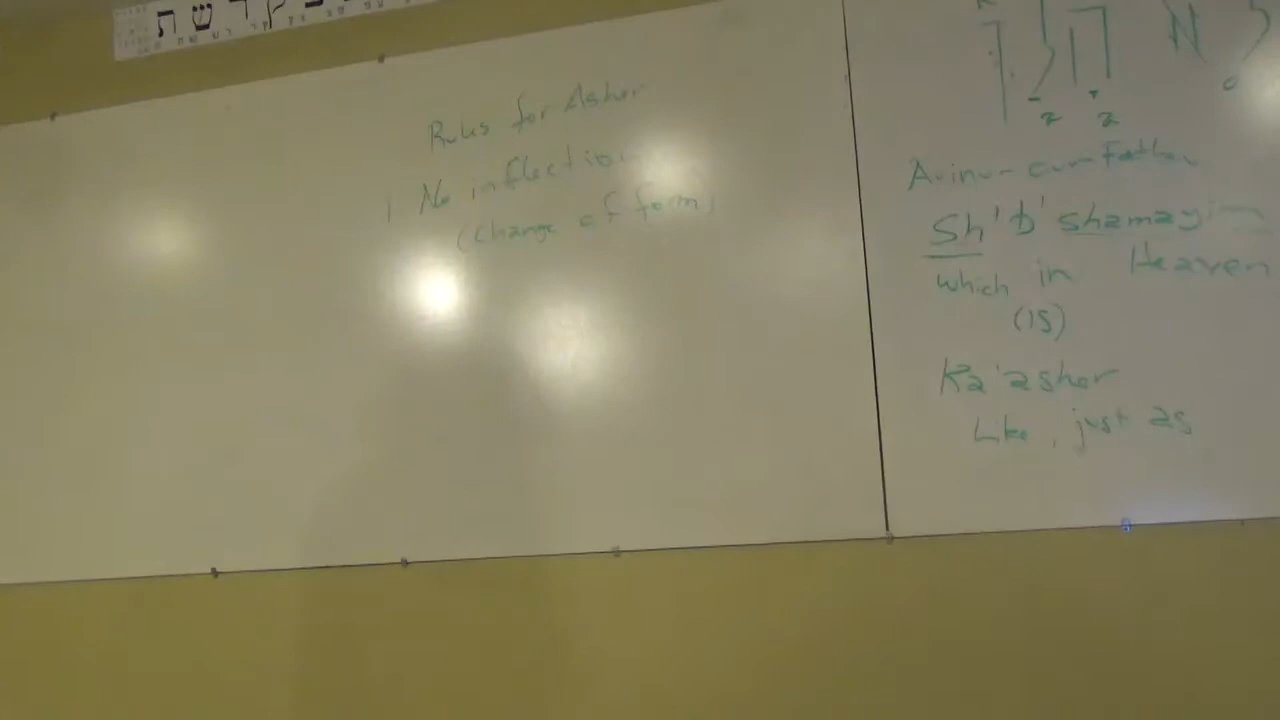 ת ש ר ק
Rules for Asher
1 No inflection
(change of form)
Avinu - our Father
Sh' b' shamayim
which in Heaven
(is)
Ka'asher
Like, just as